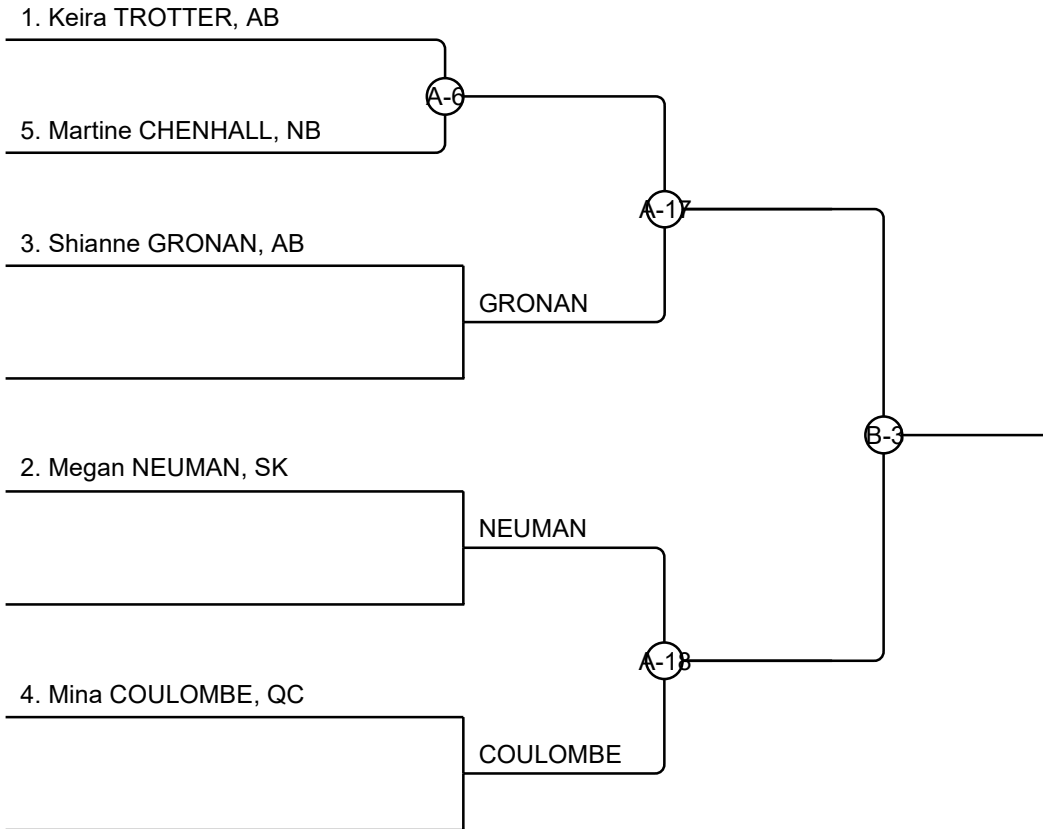 1. Keira TROTTER, AB
A-6
5. Martine CHENHALL, NB
A-17
3. Shianne GRONAN, AB
GRONAN
B-3
2. Megan NEUMAN, SK
NEUMAN
A-18
4. Mina COULOMBE, QC
COULOMBE